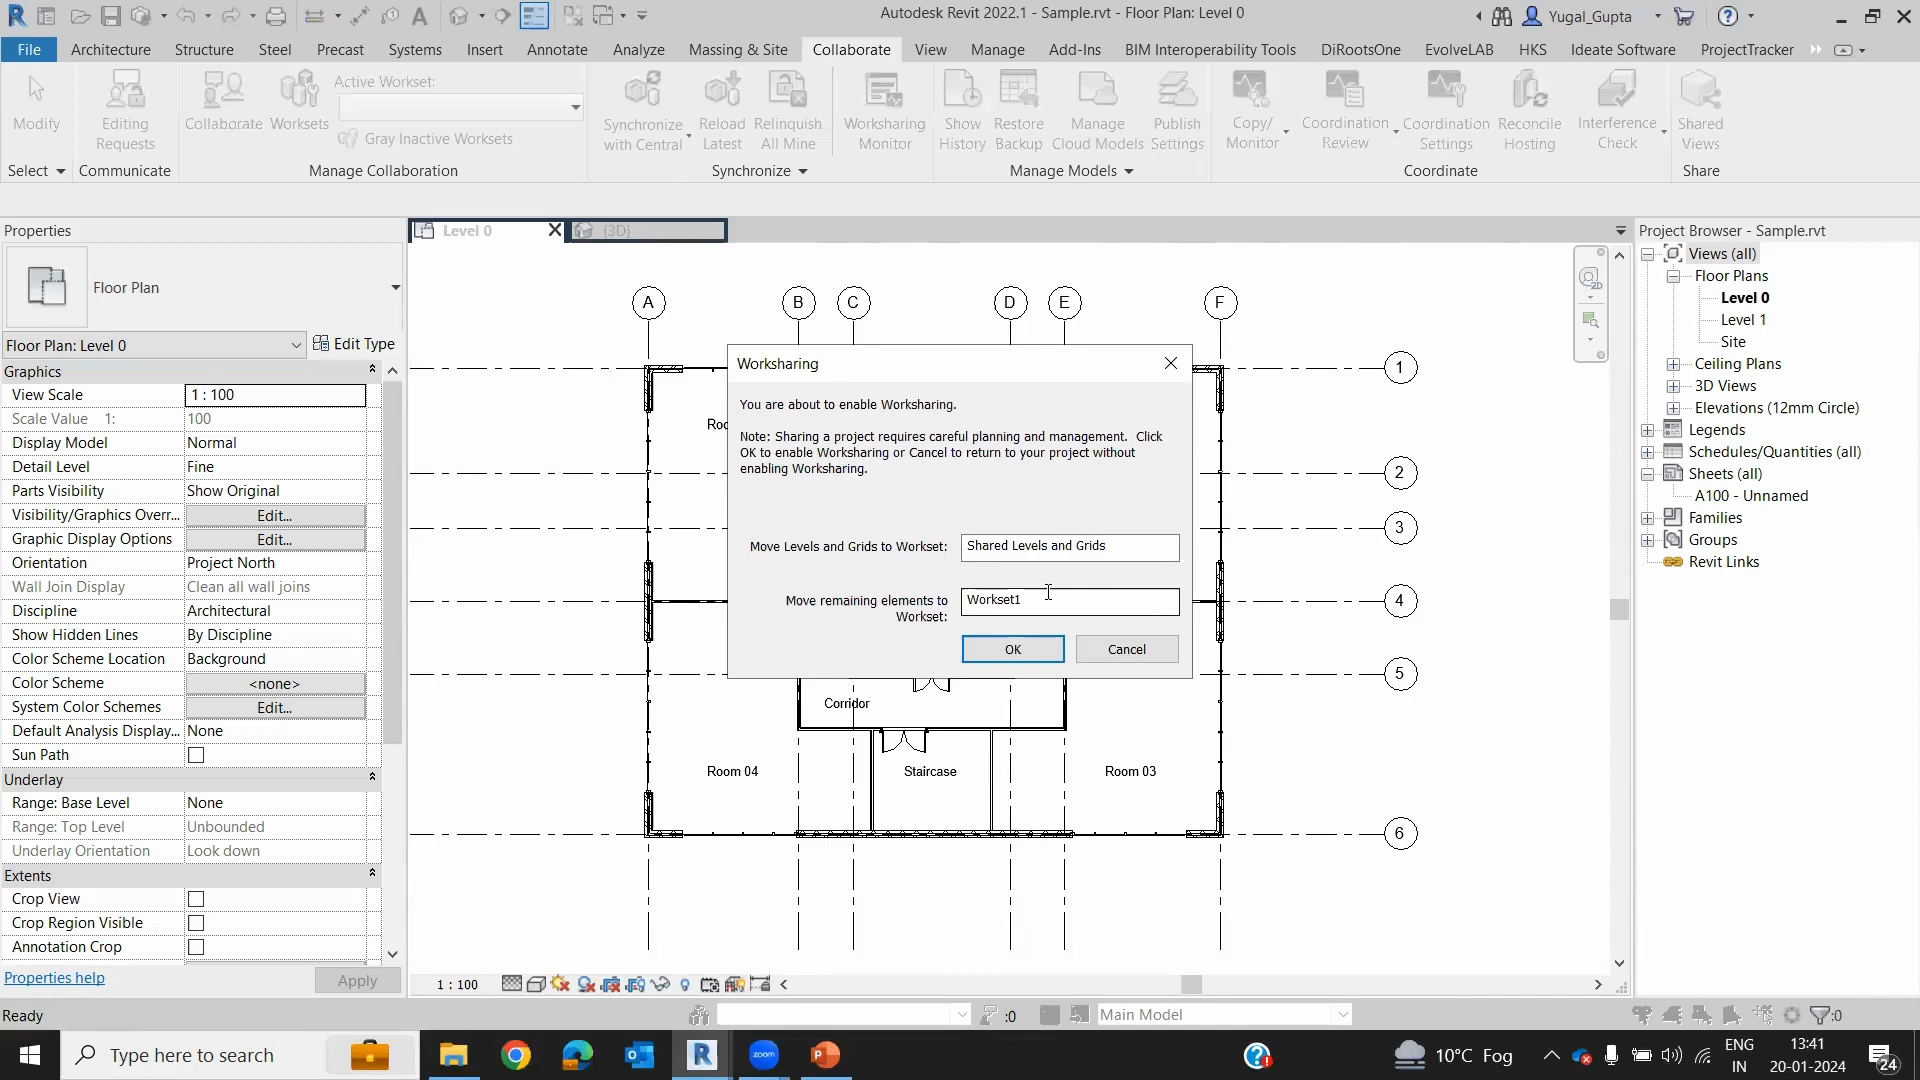 Autodesk Revit 2022.1 - Sample.rvt - Floor Plan: Level 0
Yugal_Gupta
File Architecture Structure Steel Precast Systems Insert Annotate Analyze Massing & Site Collaborate View Manage Add-Ins BIM Interoperability Tools DiRootsOne EvolveLAB HKS Ideate Software ProjectTracker
Active Workset:
Modify Editing Requests Collaborate Worksets Gray Inactive Worksets
Synchronize with Central Reload Latest Relinquish All Mine Worksharing Monitor Show History Restore Backup Manage Cloud Models Publish Settings Copy/ Monitor Coordination Review Coordination Settings Reconcile Hosting Interference Check Shared Views
Select Communicate Manage Collaboration Synchronize Manage Models Coordinate Share
Properties
Floor Plan
Floor Plan: Level 0 Edit Type
Graphics
View Scale 1 : 100
Scale Value 1: 100
Display Model Normal
Detail Level Fine
Parts Visibility Show Original
Visibility/Graphics Overr... Edit...
Graphic Display Options Edit...
Orientation Project North
Wall Join Display Clean all wall joins
Discipline Architectural
Show Hidden Lines By Discipline
Color Scheme Location Background
Color Scheme <none>
System Color Schemes Edit...
Default Analysis Display... None
Sun Path
Underlay
Range: Base Level None
Range: Top Level Unbounded
Underlay Orientation Look down
Extents
Crop View
Crop Region Visible
Annotation Crop
Properties help Apply
Level 0 {3D}
A B C D E F
1
2
3
4
5
6
Roo
Worksharing
You are about to enable Worksharing.
Note: Sharing a project requires careful planning and management. Click
OK to enable Worksharing or Cancel to return to your project without
enabling Worksharing.
Move Levels and Grids to Workset: Shared Levels and Grids
Move remaining elements to
Workset: Workset1
OK Cancel
Corridor
Room 04 Staircase Room 03
1 : 100
Project Browser - Sample.rvt
Views (all)
Floor Plans
Level 0
Level 1
Site
Ceiling Plans
3D Views
Elevations (12mm Circle)
Legends
Schedules/Quantities (all)
Sheets (all)
A100 - Unnamed
Families
Groups
Revit Links
Ready :0 Main Model :0
Type here to search
zoom
10°C Fog
ENG
IN
13:41
20-01-2024
24